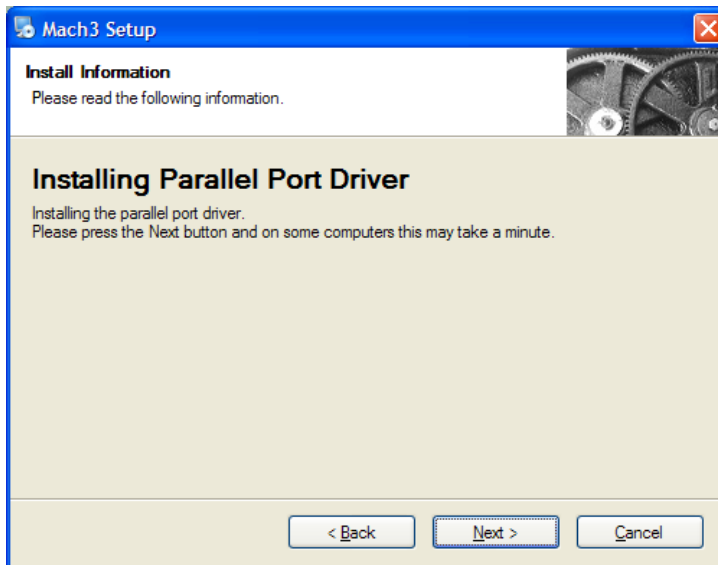 Mach3 Setup
Install Information
Please read the following information.
Installing Parallel Port Driver
Installing the parallel port driver.
Please press the Next button and on some computers this may take a minute.
< Back
Next >
Cancel